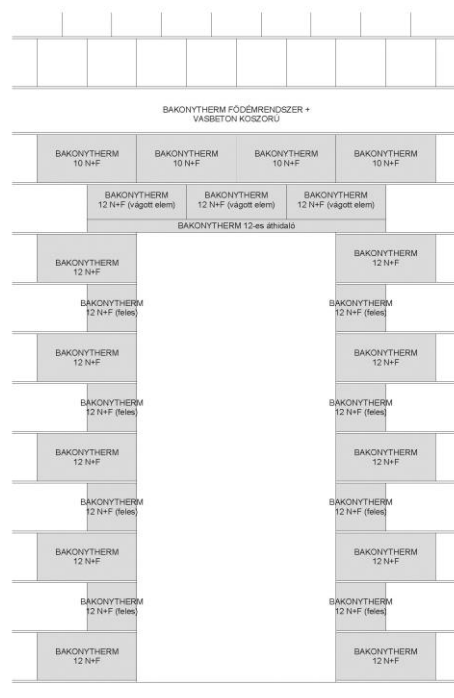 BAKONYTHERM FÖDÉMRENDSZER +
VASBETON KOSZORÚ
BAKONYTHERM
10 N+F
BAKONYTHERM
10 N+F
BAKONYTHERM
10 N+F
BAKONYTHERM
10 N+F
BAKONYTHERM
12 N+F (vágott elem)
BAKONYTHERM
12 N+F (vágott elem)
BAKONYTHERM
12 N+F (vágott elem)
BAKONYTHERM 12-es áthidaló
BAKONYTHERM
12 N+F
BAKONYTHERM
12 N+F
BAKONYTHERM
12 N+F (feles)
BAKONYTHERM
12 N+F (feles)
BAKONYTHERM
12 N+F
BAKONYTHERM
12 N+F
BAKONYTHERM
12 N+F (feles)
BAKONYTHERM
12 N+F (feles)
BAKONYTHERM
12 N+F
BAKONYTHERM
12 N+F
BAKONYTHERM
12 N+F (feles)
BAKONYTHERM
12 N+F (feles)
BAKONYTHERM
12 N+F
BAKONYTHERM
12 N+F
BAKONYTHERM
12 N+F (feles)
BAKONYTHERM
12 N+F (feles)
BAKONYTHERM
12 N+F
BAKONYTHERM
12 N+F